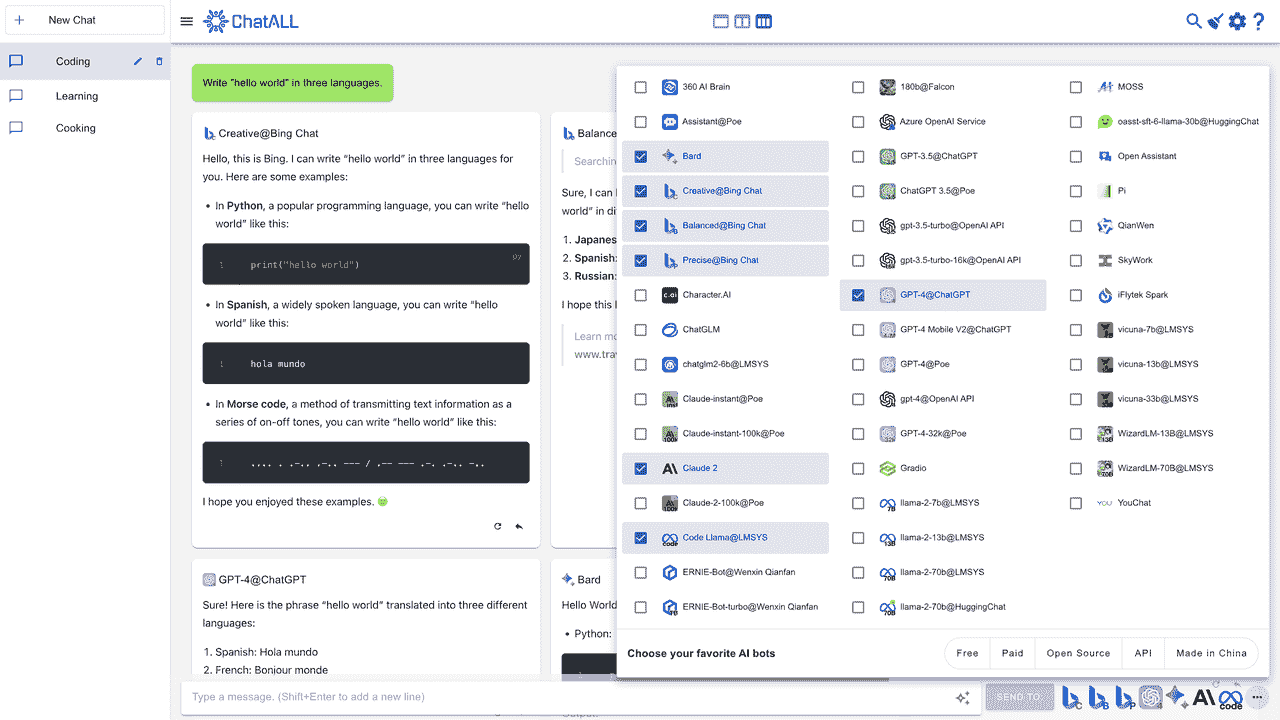 New Chat
ChatALL
Coding
Learning
Cooking
Write "hello world" in three languages.
Creative@Bing Chat
Hello, this is Bing. I can write "hello world" in three languages for
you. Here are some examples:
• In Python, a popular programming language, you can write "hello
world" like this:
1 print("hello world")
• In Spanish, a widely spoken language, you can write "hello
world" like this:
1 hola mundo
• In Morse code, a method of transmitting text information as a
series of on-off tones, you can write "hello world" like this:
I hope you enjoyed these examples.
GPT-4@ChatGPT
Sure! Here is the phrase "hello world" translated into three different
languages:
1. Spanish: Hola mundo
2. French: Bonjour monde
Balance
Searchin
Sure, I can
world" in di
1. Japanes
2. Spanish:
3. Russian:
I hope this
Learn mo
www.tra
Bard
Hello World
• Python:
360 AI Brain
Assistant@Poe
Bard
Creative@Bing Chat
Balanced@Bing Chat
Precise@Bing Chat
Character.AI
ChatGLM
chatglm2-6b@LMSYS
Claude-instant@Poe
Claude-instant-100k@Poe
Claude 2
Claude-2-100k@Poe
Code Llama@LMSYS
ERNIE-Bot@Wenxin Qianfan
ERNIE-Bot-turbo@Wenxin Qianfan
180b@Falcon
Azure OpenAI Service
GPT-3.5@ChatGPT
ChatGPT 3.5@Poe
gpt-3.5-turbo@OpenAI API
gpt-3.5-turbo-16k@OpenAI API
GPT-4@ChatGPT
GPT-4 Mobile V2@ChatGPT
GPT-4@Poe
gpt-4@OpenAI API
GPT-4-32k@Poe
Gradio
llama-2-7b@LMSYS
llama-2-13b@LMSYS
llama-2-70b@LMSYS
llama-2-70b@HuggingChat
MOSS
oasst-sft-6-llama-30b@HuggingChat
Open Assistant
Pi
QianWen
SkyWork
iFlytek Spark
vicuna-7b@LMSYS
vicuna-13b@LMSYS
vicuna-33b@LMSYS
WizardLM-13B@LMSYS
WizardLM-70B@LMSYS
YouChat
Choose your favorite AI bots
Free
Paid
Open Source
API
Made in China
Type a message. (Shift+Enter to add a new line)
SEND TO
code